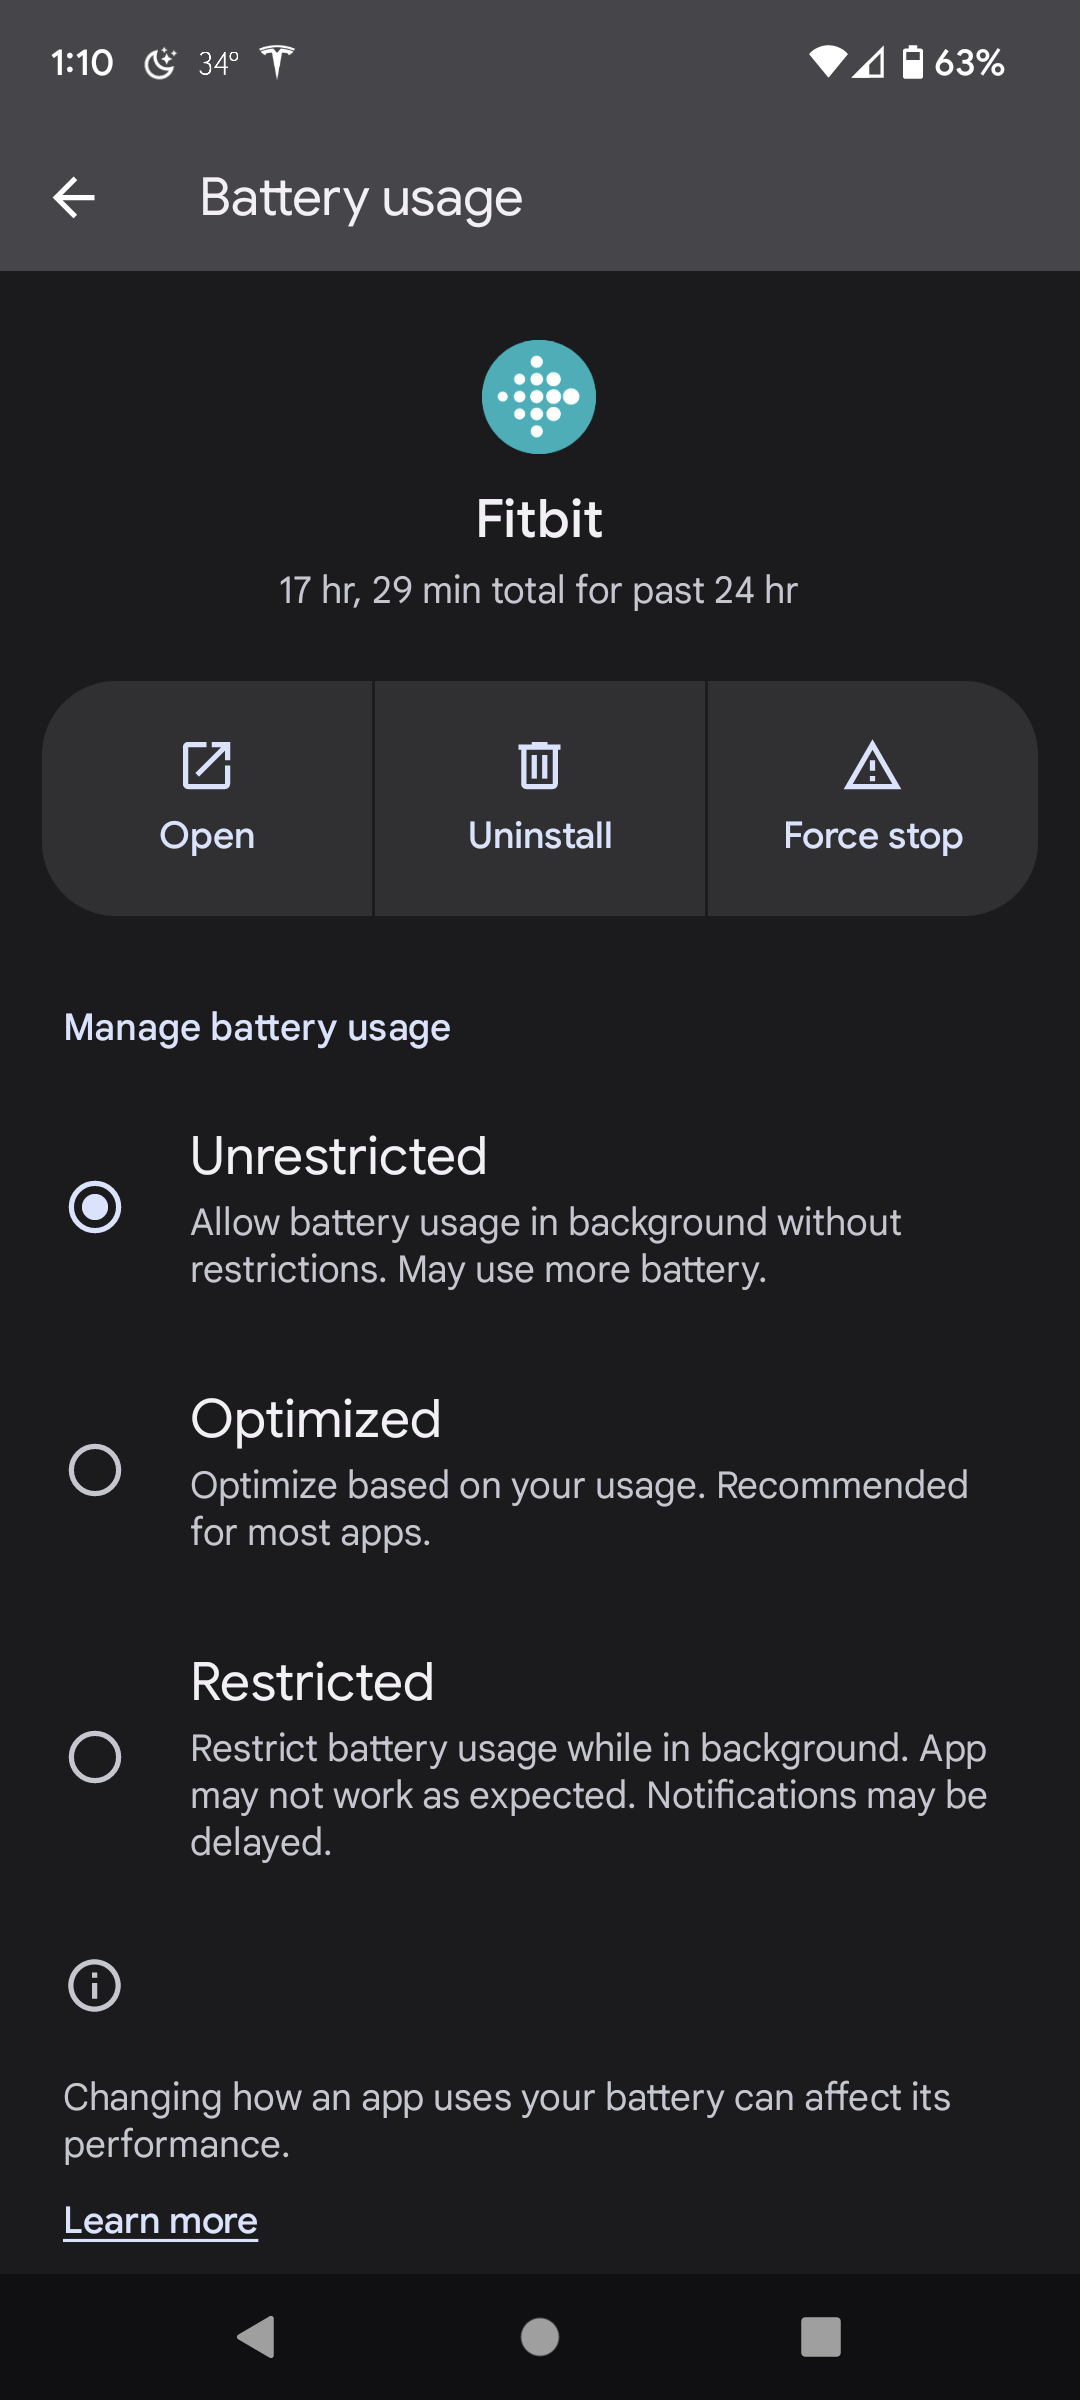 1:10 34° 63%
Battery usage
Fitbit
17 hr, 29 min total for past 24 hr
Open Uninstall Force stop
Manage battery usage
Unrestricted
Allow battery usage in background without
restrictions. May use more battery.
Optimized
Optimize based on your usage. Recommended
for most apps.
Restricted
Restrict battery usage while in background. App
may not work as expected. Notifications may be
delayed.
Changing how an app uses your battery can affect its
performance.
Learn more